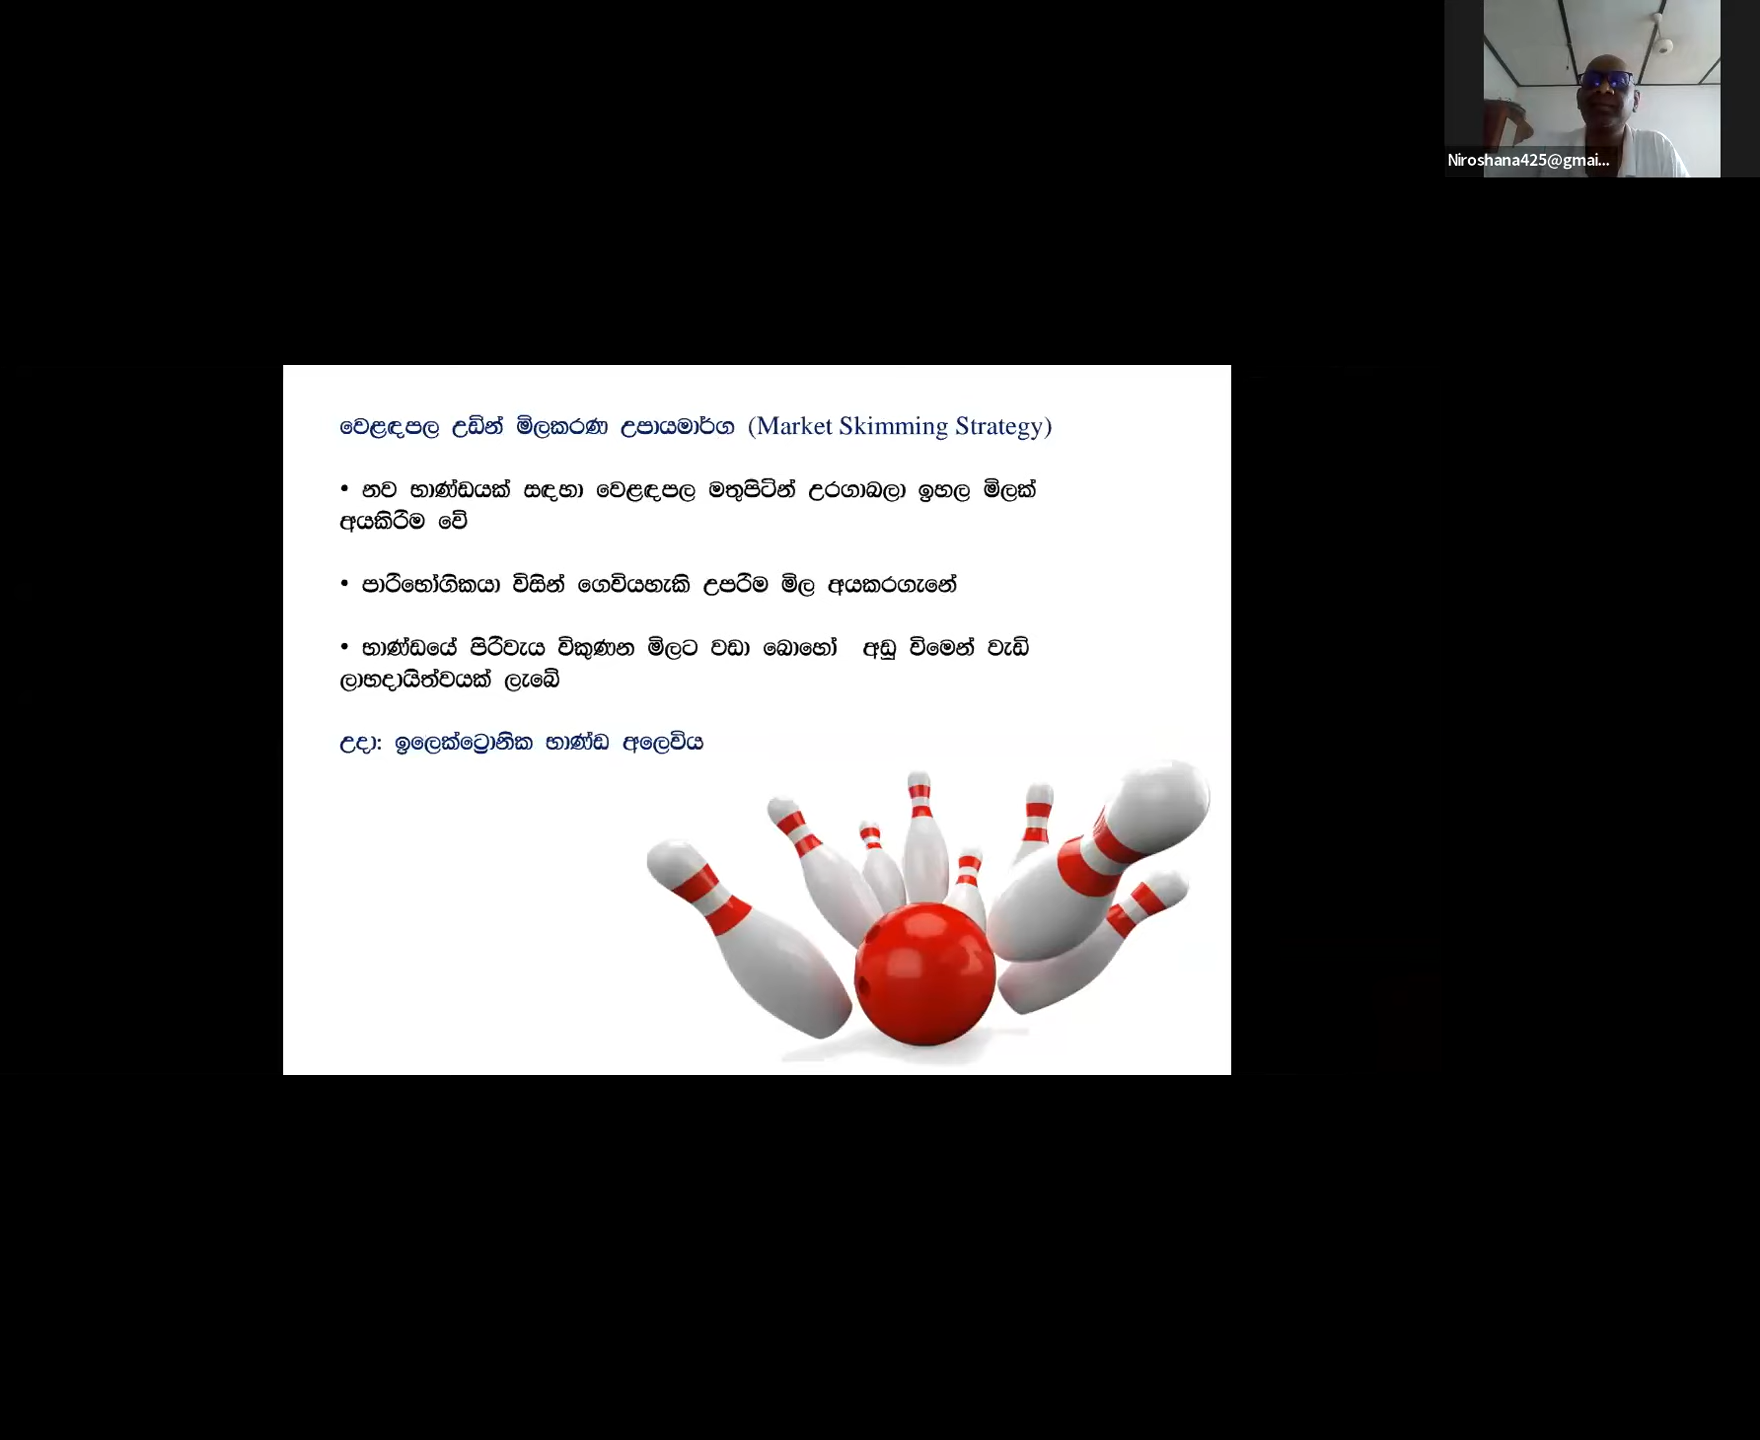 Niroshana425@gmai...
වෙළඳපල උඩින් මිලකරණ උපායමාර්ග (Market Skimming Strategy)
• නව භාණ්ඩයක් සඳහා වෙළඳපල මතුපිටින් උරගාබලා ඉහල මිලක්
අයකිරීම වේ
• පාරිභෝගිකයා විසින් ගෙවියහැකි උපරිම මිල අයකරගැනේ
• භාණ්ඩයේ පිරිවැය විකුණන මිලට වඩා බොහෝ අඩු විමෙන් වැඩි
ලාභදායිත්වයක් ලැබේ
උදා: ඉලෙක්ට්‍රොනික භාණ්ඩ අලෙවිය